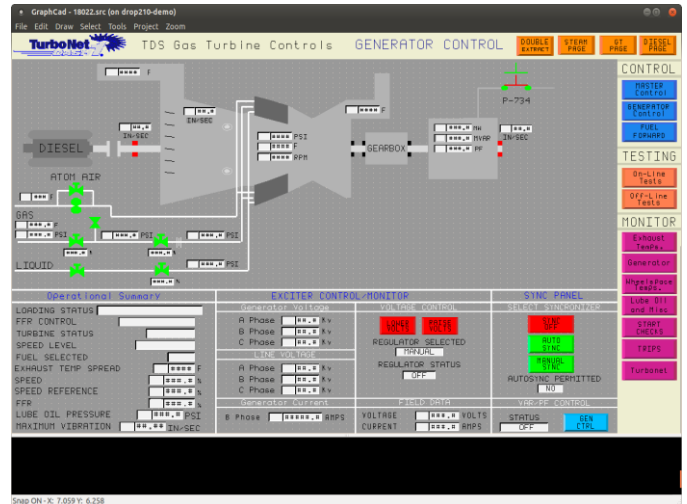 GraphCad - 18022.src (on drop210-demo)
File Edit Draw Select Tools Project Zoom
TurboNet
TDS Gas Turbine Controls
GENERATOR CONTROL
DOUBLE EXTRACT
STEAM PAGE
GT PAGE
DIESEL PAGE
CONTROL
MASTER Control
GENERATOR Control
FUEL FORWARD
TESTING
On-Line Tests
Off-Line Tests
MONITOR
Exhaust Temps.
Generator
Wheelspace Temps.
Lube Oil and Misc
START CHECKS
TRIPS
Turbonet
F
IN-SEC
IN-SEC
F
P-734
DIESEL
PSI
F
RPM
GEARBOX
MW
MVAR
PF
IN-SEC
ATOM AIR
F
GAS
F
PSI
PSI
PSI
%
%
LIQUID
PSI
%
Operational Summary
LOADING STATUS
FFR CONTROL
TURBINE STATUS
SPEED LEVEL
FUEL SELECTED
EXHAUST TEMP SPREAD F
SPEED %
SPEED REFERENCE %
FFR %
LUBE OIL PRESSURE PSI
MAXIMUM VIBRATION IN-SEC
EXCITER CONTROL/MONITOR
Generator Voltage
A Phase Kv
B Phase Kv
C Phase Kv
LINE VOLTAGE
A Phase Kv
B Phase Kv
C Phase Kv
Generator Current
B Phase AMPS
VOLTAGE CONTROL
LOWER VOLTS
RAISE VOLTS
REGULATOR SELECTED
MANUAL
REGULATOR STATUS
OFF
FIELD DATA
VOLTAGE VOLTS
CURRENT AMPS
SYNC PANEL
SELECT SYNCRONIZER
SYNC OFF
AUTO SYNC
MANUAL SYNC
AUTOSYNC PERMITTED
NO
VAR/PF CONTROL
STATUS
OFF
GEN CTRL
Snap ON - X: 7.059 Y: 6.258